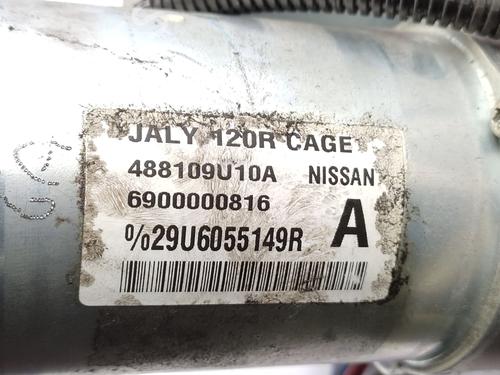 JALY 120R CAGE
488109U10A NISSAN
6900000816
%29U6055149R A